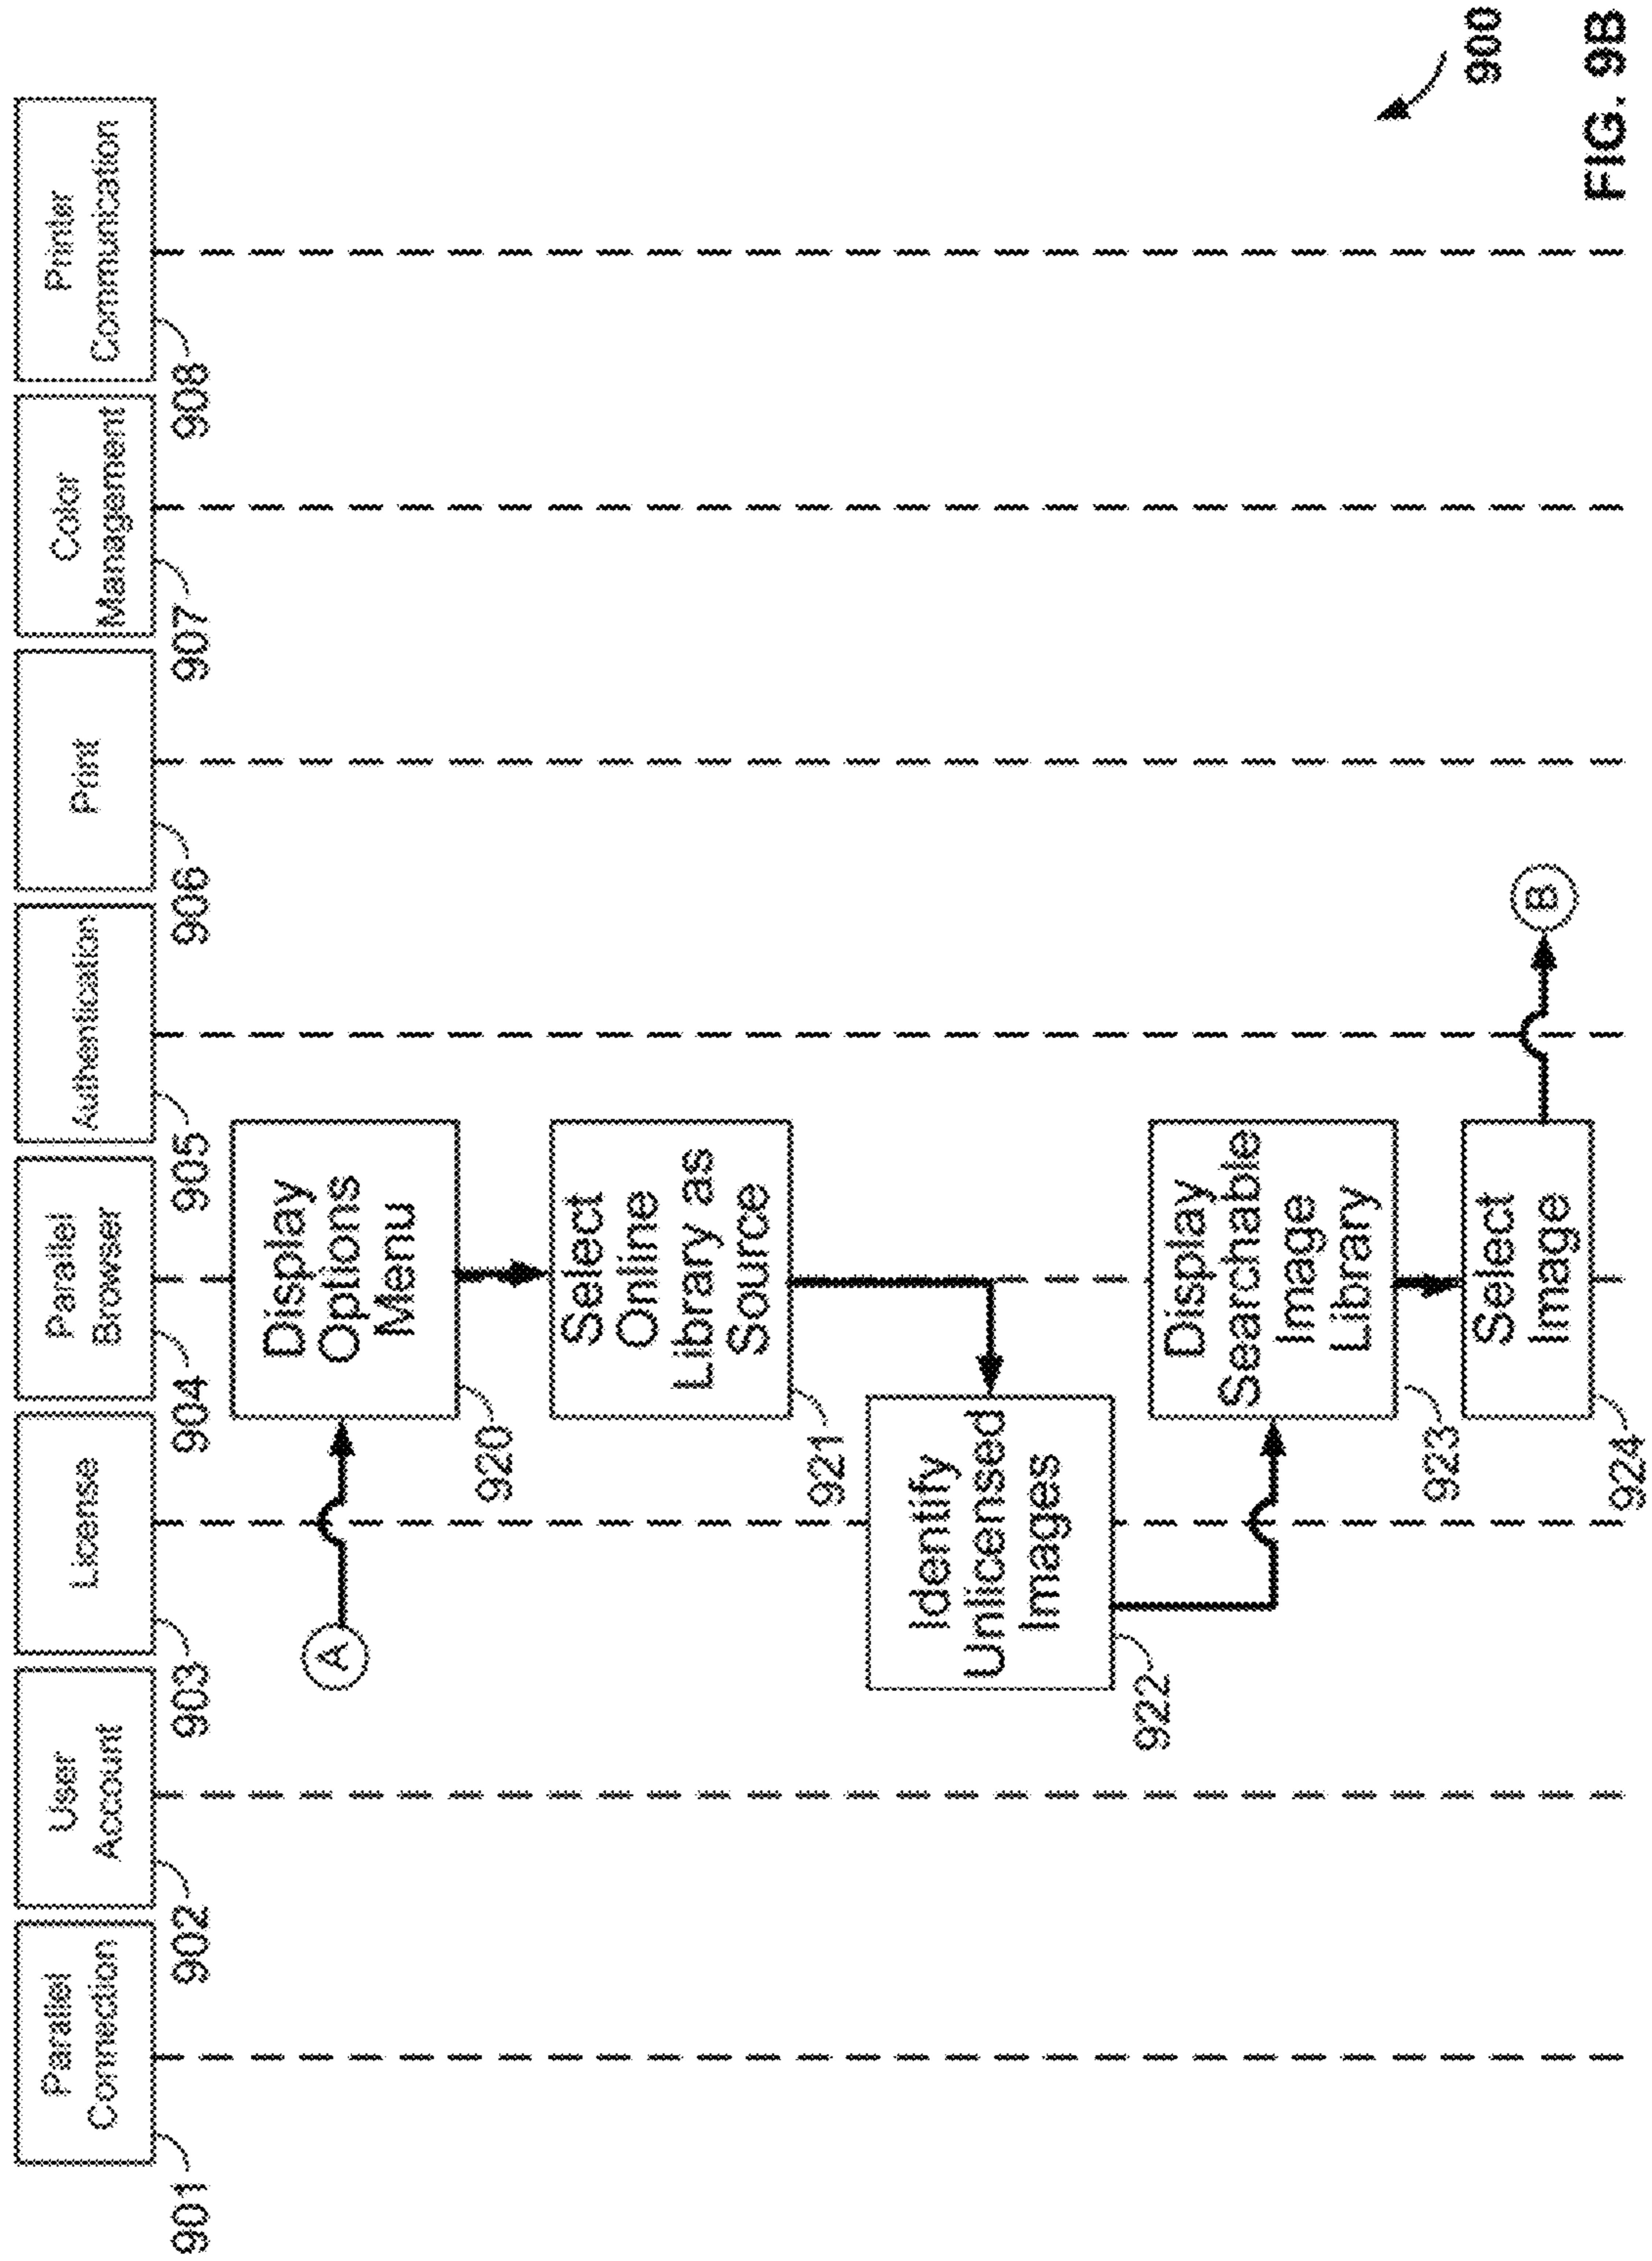 Parallel
Connection
User
Account
License
Parallel
Browser
Authentication
Print
Color
Management
Printer
Communication
901
902
903
904
905
906
907
908
A
Display
Options
Menu
920
Select
Online
Library as
Source
921
Identify
Unlicensed
Images
922
Display
Searchable
Image
Library
923
Select
Image
924
B
900
FIG. 9B